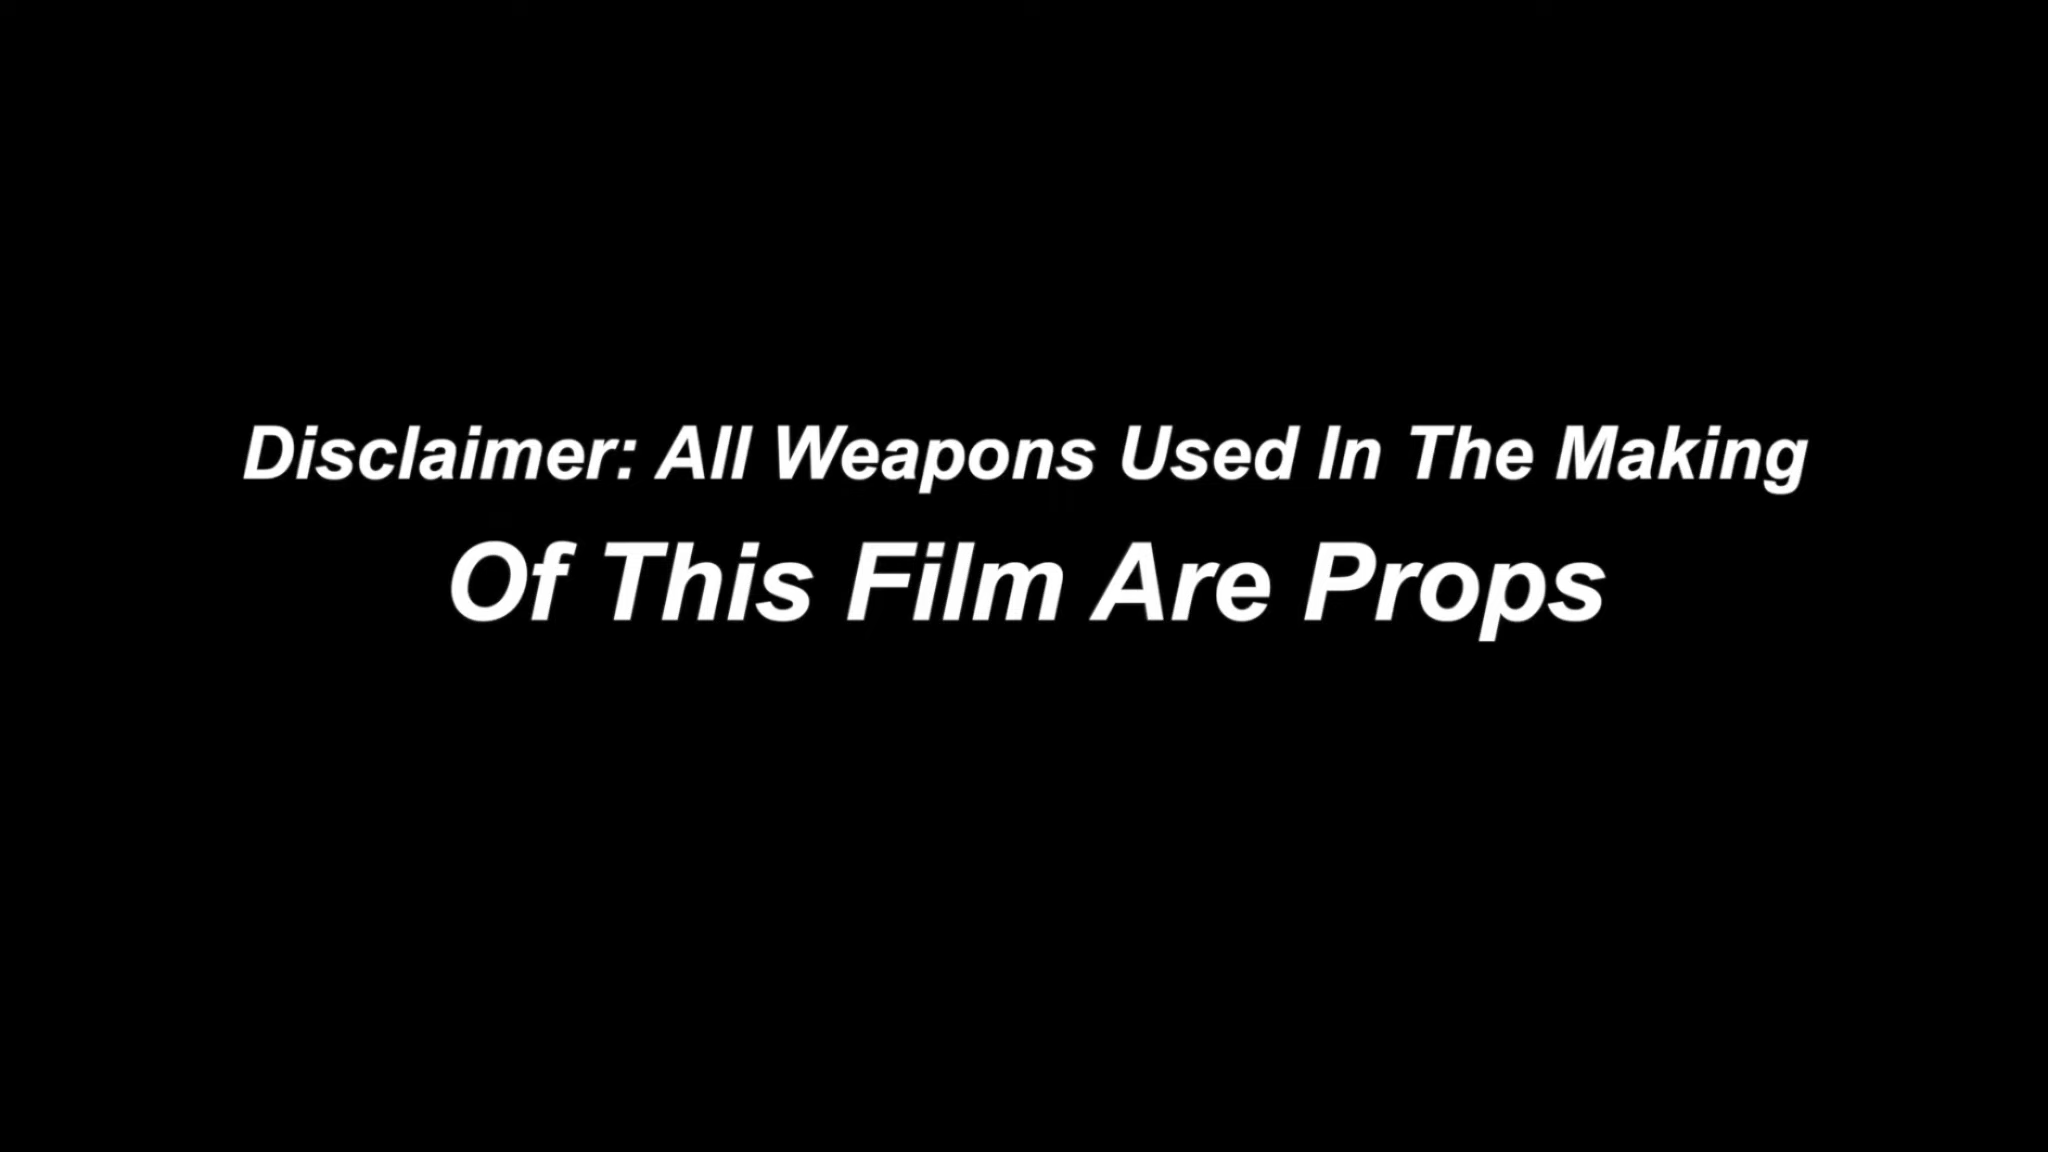 Disclaimer: All Weapons Used In The Making
Of This Film Are Props